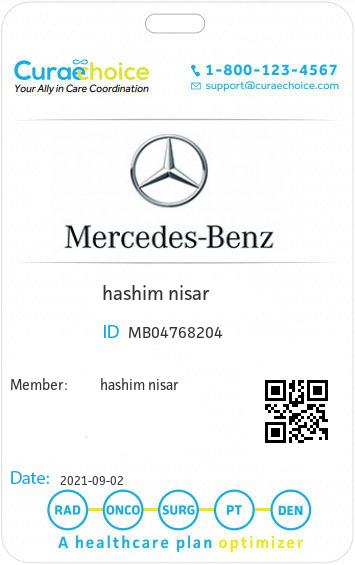 Curaechoice
Your Ally in Care Coordination
1-800-123-4567
support@curaechoice.com
Mercedes-Benz
hashim nisar
ID MB04768204
Member: hashim nisar
Date: 2021-09-02
RAD ONCO SURG PT DEN
A healthcare plan optimizer